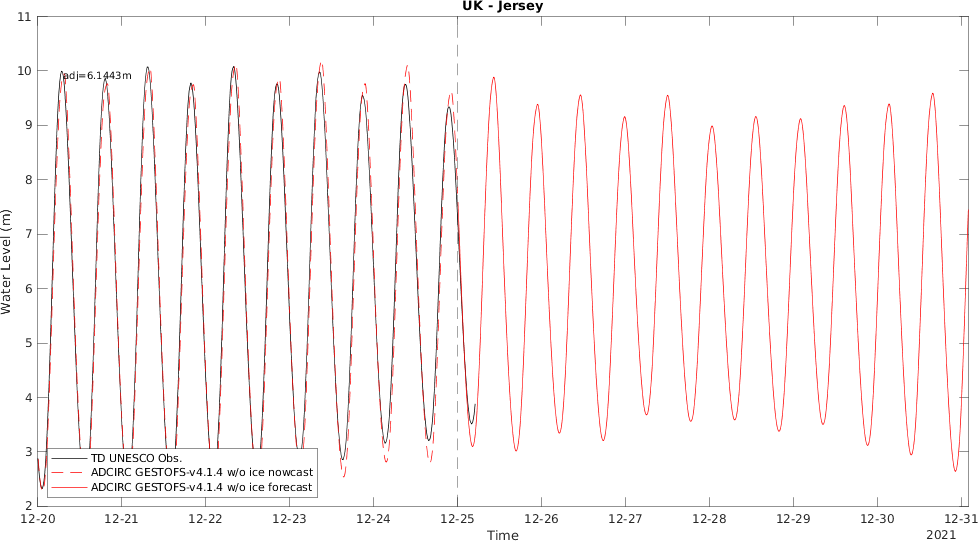 UK - Jersey
11
10
9
8
7
6
5
4
3
2
Water Level (m)
adj=6.1443m
TD UNESCO Obs.
ADCIRC GESTOFS-v4.1.4 w/o ice nowcast
ADCIRC GESTOFS-v4.1.4 w/o ice forecast
12-20 12-21 12-22 12-23 12-24 12-25 12-26 12-27 12-28 12-29 12-30 12-31
Time
2021